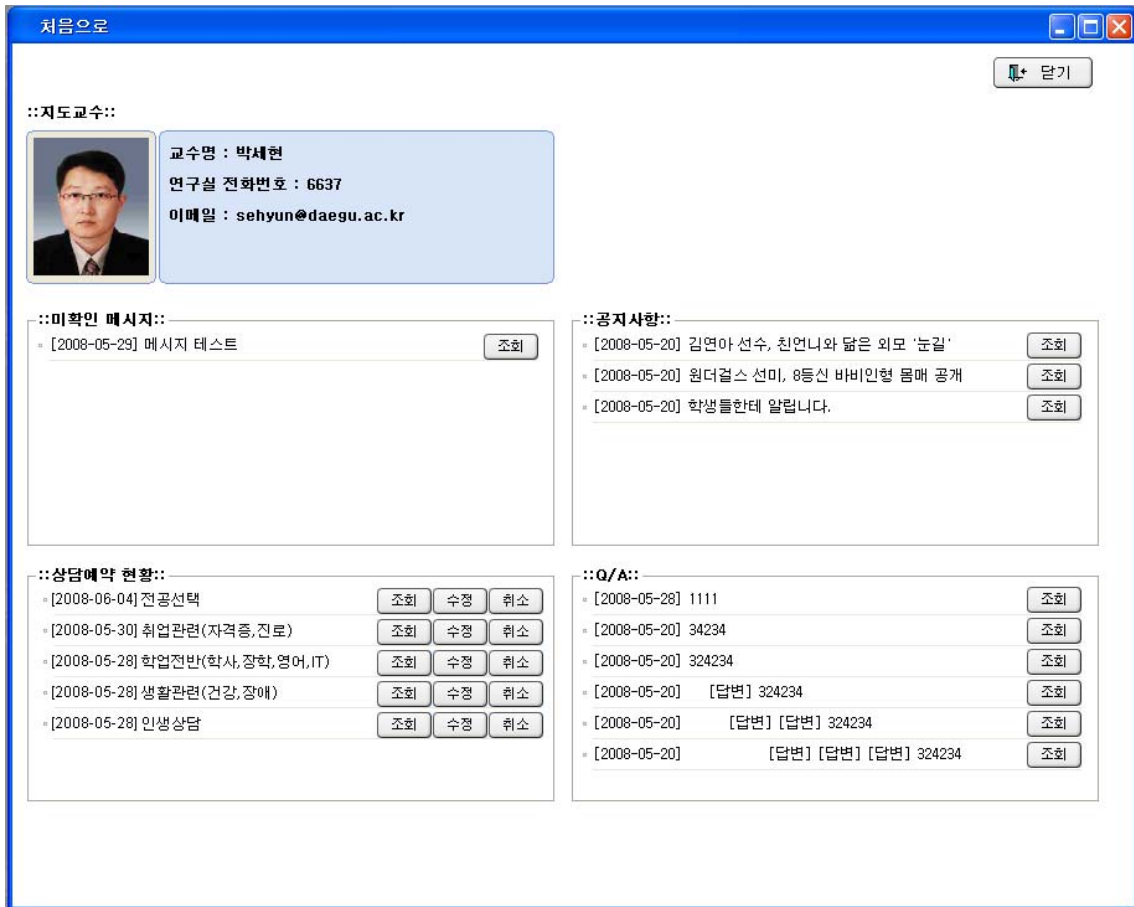 처음으로
닫기
::지도교수::
교수명 : 박세현
연구실 전화번호 : 6637
이메일 : sehyun@daegu.ac.kr
::미확인 메시지::
[2008-05-29] 메시지 테스트 조회
::공지사항::
[2008-05-20] 김연아 선수, 친언니와 닮은 외모 '눈길' 조회
[2008-05-20] 원더걸스 선미, 8등신 바비인형 몸매 공개 조회
[2008-05-20] 학생들한테 알립니다. 조회
::상담예약 현황::
[2008-06-04] 전공선택 조회 수정 취소
[2008-05-30] 취업관련(자격증,진로) 조회 수정 취소
[2008-05-28] 학업전반(학사,장학,영어,IT) 조회 수정 취소
[2008-05-28] 생활관련(건강,장애) 조회 수정 취소
[2008-05-28] 인생상담 조회 수정 취소
::Q/A::
[2008-05-28] 1111 조회
[2008-05-20] 34234 조회
[2008-05-20] 324234 조회
[2008-05-20] [답변] 324234 조회
[2008-05-20] [답변] [답변] 324234 조회
[2008-05-20] [답변] [답변] [답변] 324234 조회